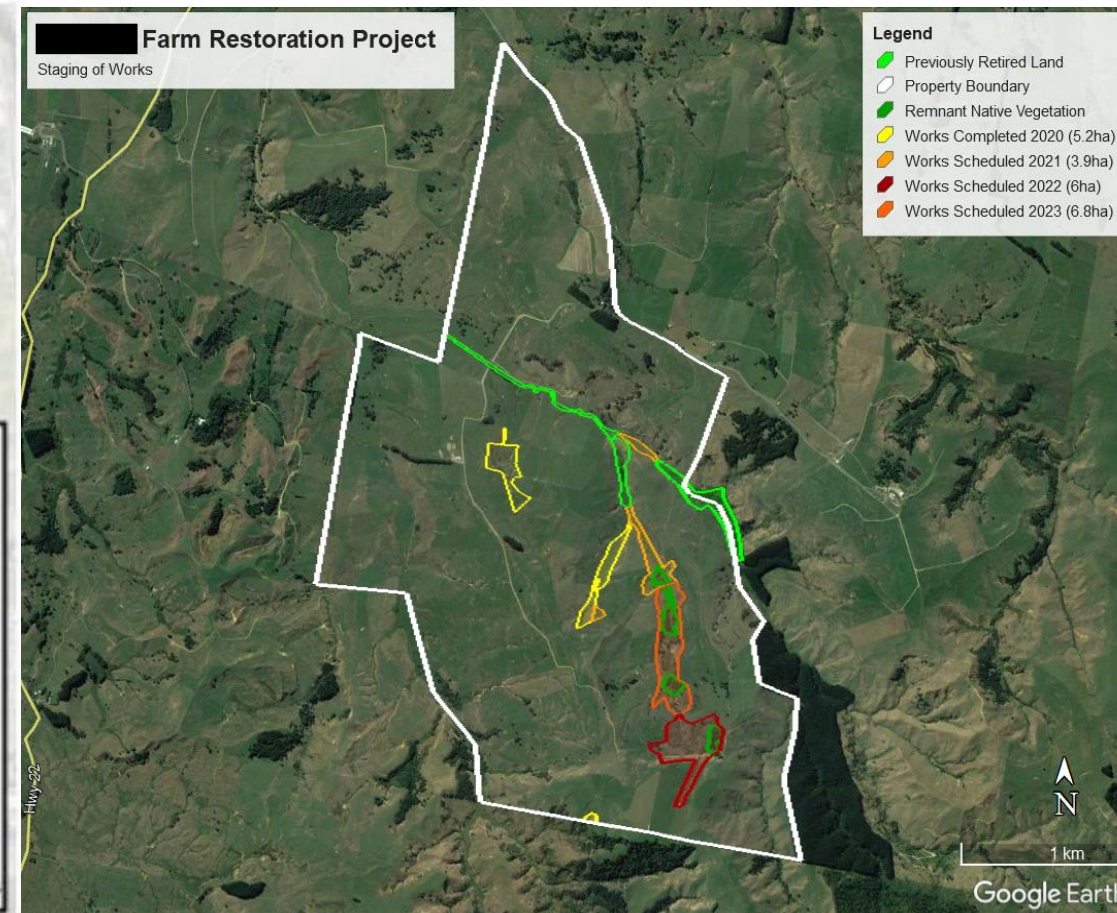 Farm Restoration Project
Staging of Works
Legend
Previously Retired Land
Property Boundary
Remnant Native Vegetation
Works Completed 2020 (5.2ha)
Works Scheduled 2021 (3.9ha)
Works Scheduled 2022 (6ha)
Works Scheduled 2023 (6.8ha)
Hwy 22
N
1 km
Google Earth